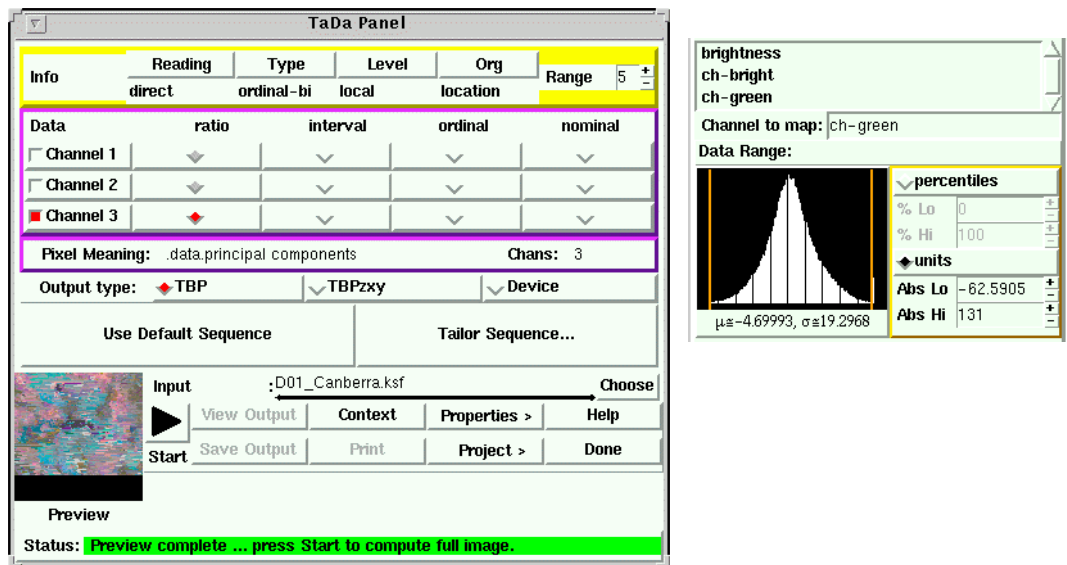 TaDa Panel
Info Reading Type Level Org Range 5 + -
direct ordinal-bi local location
Data ratio interval ordinal nominal
Channel 1
Channel 2
Channel 3
Pixel Meaning: .data.principal components Chans: 3
Output type: TBP TBPzxy Device
Use Default Sequence Tailor Sequence...
Input :D01_Canberra.ksf Choose
View Output Context Properties > Help
Start Save Output Print Project > Done
Preview
Status: Preview complete ... press Start to compute full image.
brightness
ch-bright
ch-green
Channel to map: ch-green
Data Range:
percentiles
% Lo 0 + -
% Hi 100 + -
units
Abs Lo -62.5905 + -
Abs Hi 131 + -
μ≅-4.69993, σ≅19.2968